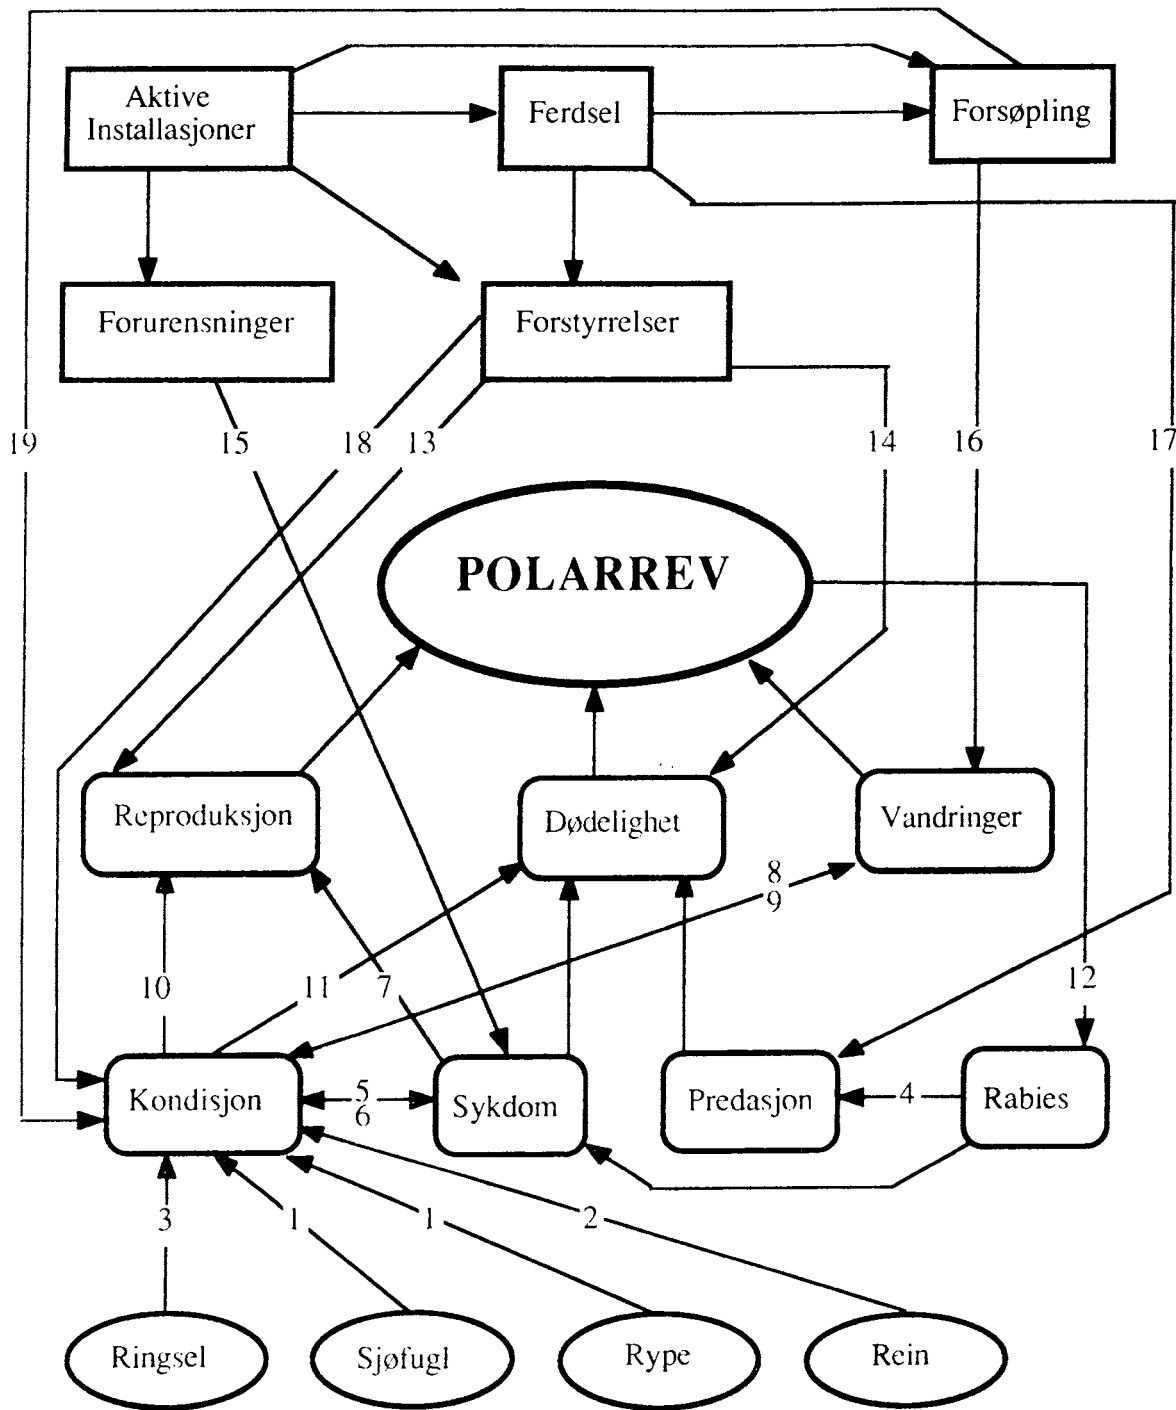 Aktive
Installasjoner
Ferdsel
Forsøpling
Forurensninger
Forstyrrelser
19
15
18
13
14
16
17
POLARREV
Reproduksjon
Dødelighet
Vandringer
8
9
10
11
7
12
Kondisjon
5
6
Sykdom
Predasjon
4
Rabies
3
1
1
2
Ringsel
Sjøfugl
Rype
Rein